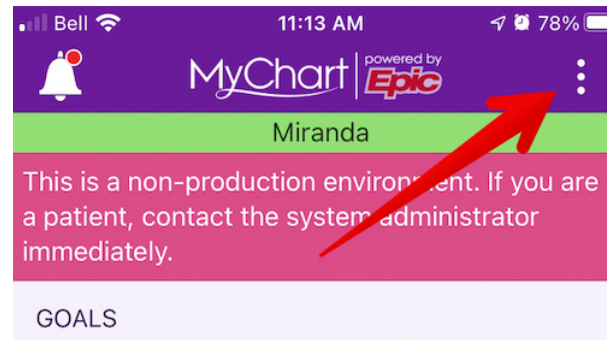 Bell 11:13 AM 78%
MyChart powered by Epic
Miranda
This is a non-production environment. If you are
a patient, contact the system administrator
immediately.
GOALS